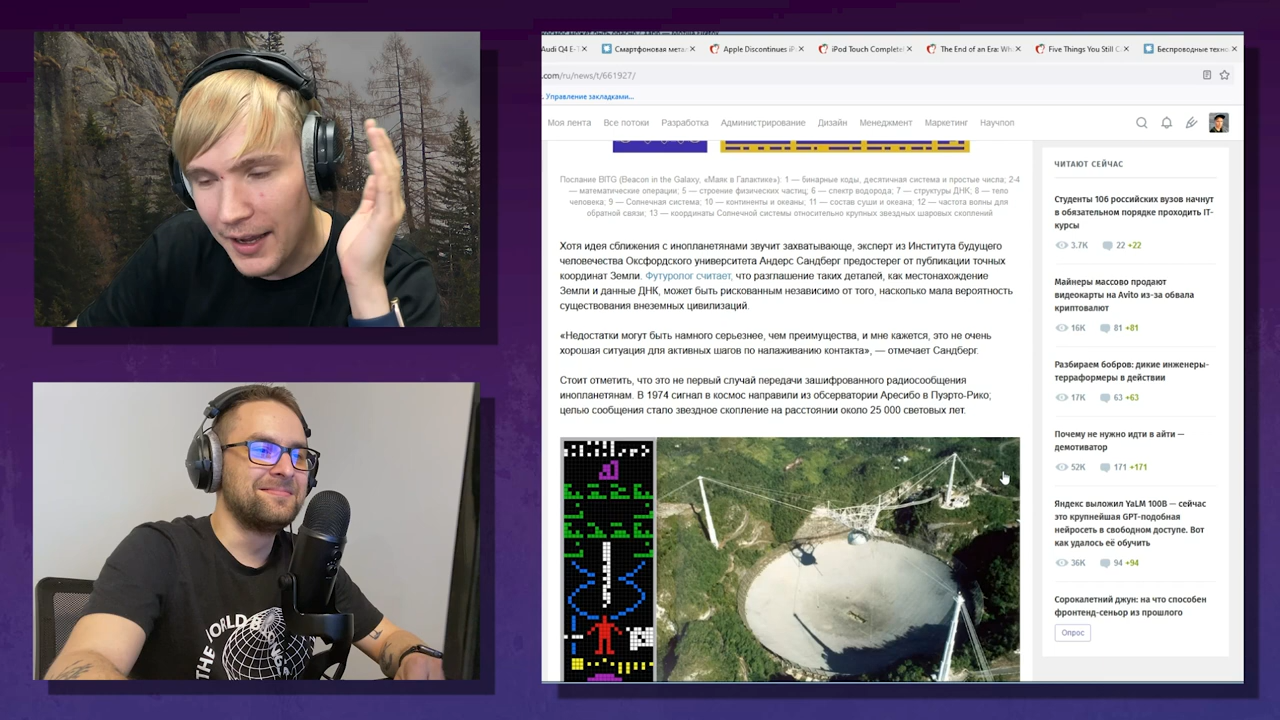 Audi Q4 E-T
Смартфоновая мета
Apple Discontinues iP
iPod Touch Complete
The End of an Era: Wh
Five Things You Still C
Беспроводные техно
.com/ru/news/t/661927/
Управление закладками...
Моя лента Все потоки Разработка Администрирование Дизайн Менеджмент Маркетинг Научпоп
Послание BITG (Beacon in the Galaxy, «Маяк в Галактике»): 1 — бинарные коды, десятичная система и простые числа; 2-4
— математические операции; 5 — строение физических частиц; 6 — спектр водорода; 7 — структуры ДНК; 8 — тело
человека, 9 — Солнечная система; 10 — континенты и океаны; 11 — состав суши и океана; 12 — частота волны для
обратной связи; 13 — координаты Солнечной системы относительно крупных звездных шаровых скоплений
Хотя идея сближения с инопланетянами звучит захватывающе, эксперт из Института будущего
человечества Оксфордского университета Андерс Сандберг предостерег от публикации точных
координат Земли. Футуролог считает, что разглашение таких деталей, как местонахождение
Земли и данные ДНК, может быть рискованным независимо от того, насколько мала вероятность
существования внеземных цивилизаций.
«Недостатки могут быть намного серьезнее, чем преимущества, и мне кажется, это не очень
хорошая ситуация для активных шагов по налаживанию контакта», — отмечает Сандберг.
Стоит отметить, что это не первый случай передачи зашифрованного радиосообщения
инопланетянам. В 1974 сигнал в космос направили из обсерватории Аресибо в Пуэрто-Рико;
целью сообщения стало звездное скопление на расстоянии около 25 000 световых лет.
ЧИТАЮТ СЕЙЧАС
Студенты 106 российских вузов начнут
в обязательном порядке проходить IT-
курсы
3.7K 22 +22
Майнеры массово продают
видеокарты на Avito из-за обвала
криптовалют
16K 81 +81
Разбираем бобров: дикие инженеры-
терраформеры в действии
17K 63 +63
Почему не нужно идти в айти —
демотиватор
52K 171 +171
Яндекс выложил YaLM 100B — сейчас
это крупнейшая GPT-подобная
нейросеть в свободном доступе. Вот
как удалось её обучить
36K 94 +94
Сорокалетний джун: на что способен
фронтенд-сеньор из прошлого
Опрос
THE WORLD